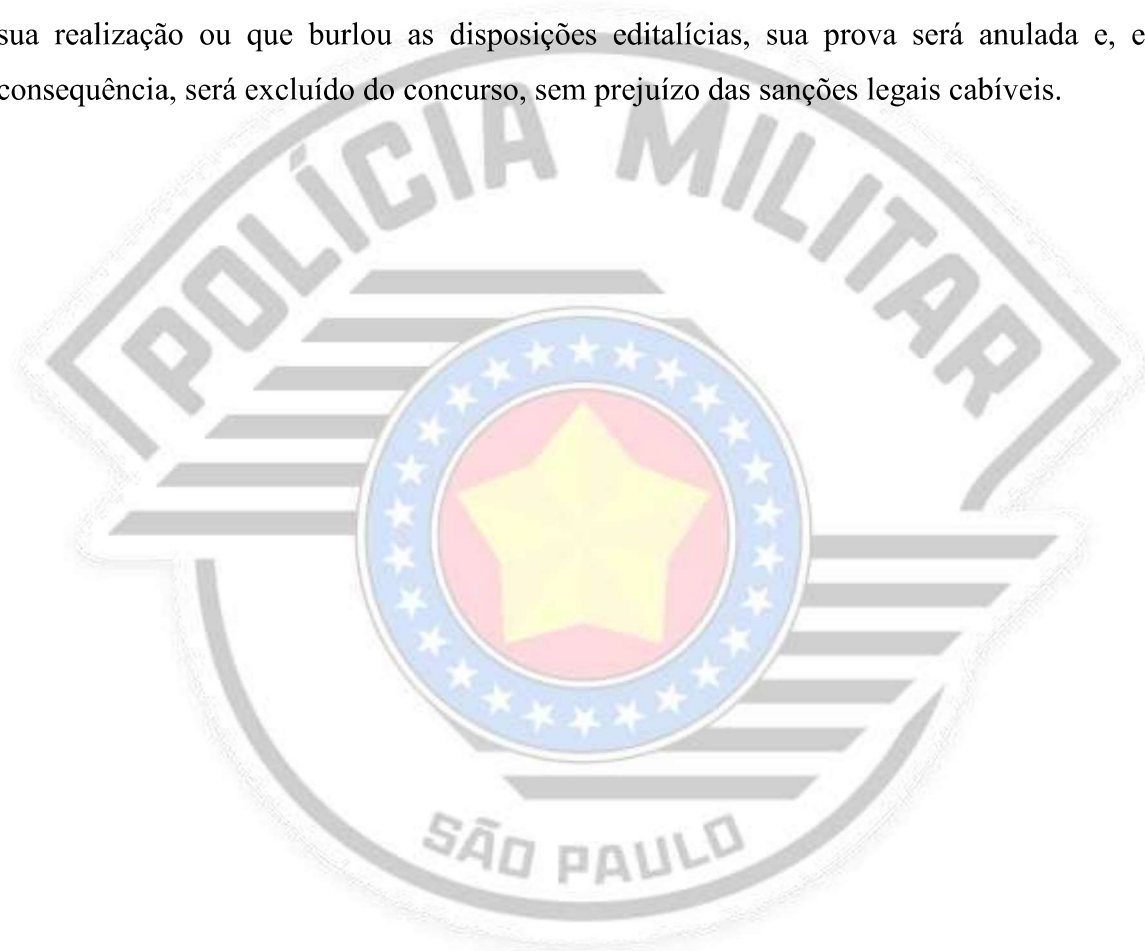 sua realização ou que burlou as disposições editalícias, sua prova será anulada e, e
consequência, será excluído do concurso, sem prejuízo das sanções legais cabíveis.
POLÍCIA MILITAR
SÃO PAULO